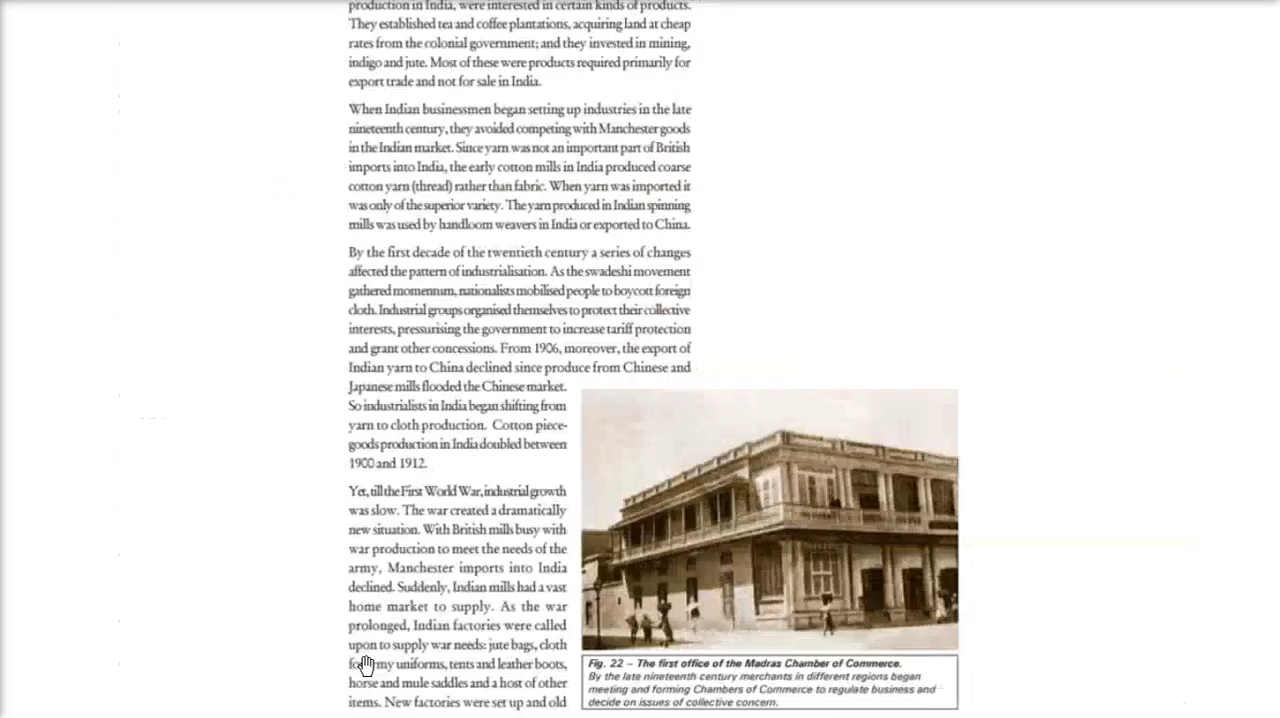 production in India, were interested in certain kinds of products.
They established tea and coffee plantations, acquiring land at cheap
rates from the colonial government; and they invested in mining,
indigo and jute. Most of these were products required primarily for
export trade and not for sale in India.
When Indian businessmen began setting up industries in the late
nineteenth century, they avoided competing with Manchester goods
in the Indian market. Since yarn was not an important part of British
imports into India, the early cotton mills in India produced coarse
cotton yarn (thread) rather than fabric. When yarn was imported it
was only of the superior variety. The yarn produced in Indian spinning
mills was used by handloom weavers in India or exported to China.
By the first decade of the twentieth century a series of changes
affected the pattern of industrialisation. As the swadeshi movement
gathered momentum, nationalists mobilised people to boycott foreign
cloth. Industrial groups organised themselves to protect their collective
interests, pressurising the government to increase tariff protection
and grant other concessions. From 1906, moreover, the export of
Indian yarn to China declined since produce from Chinese and
Japanese mills flooded the Chinese market.
So industrialists in India began shifting from
yarn to cloth production. Cotton piece-
goods production in India doubled between
1900 and 1912.
Yet, till the First World War, industrial growth
was slow. The war created a dramatically
new situation. With British mills busy with
war production to meet the needs of the
army, Manchester imports into India
declined. Suddenly, Indian mills had a vast
home market to supply. As the war
prolonged, Indian factories were called
upon to supply war needs: jute bags, cloth
my uniforms, tents and leather boots,
horse and mule saddles and a host of other
items. New factories were set up and old
Fig. 22 – The first office of the Madras Chamber of Commerce.
By the late nineteenth century merchants in different regions began
meeting and forming Chambers of Commerce to regulate business and
decide on issues of collective concern.